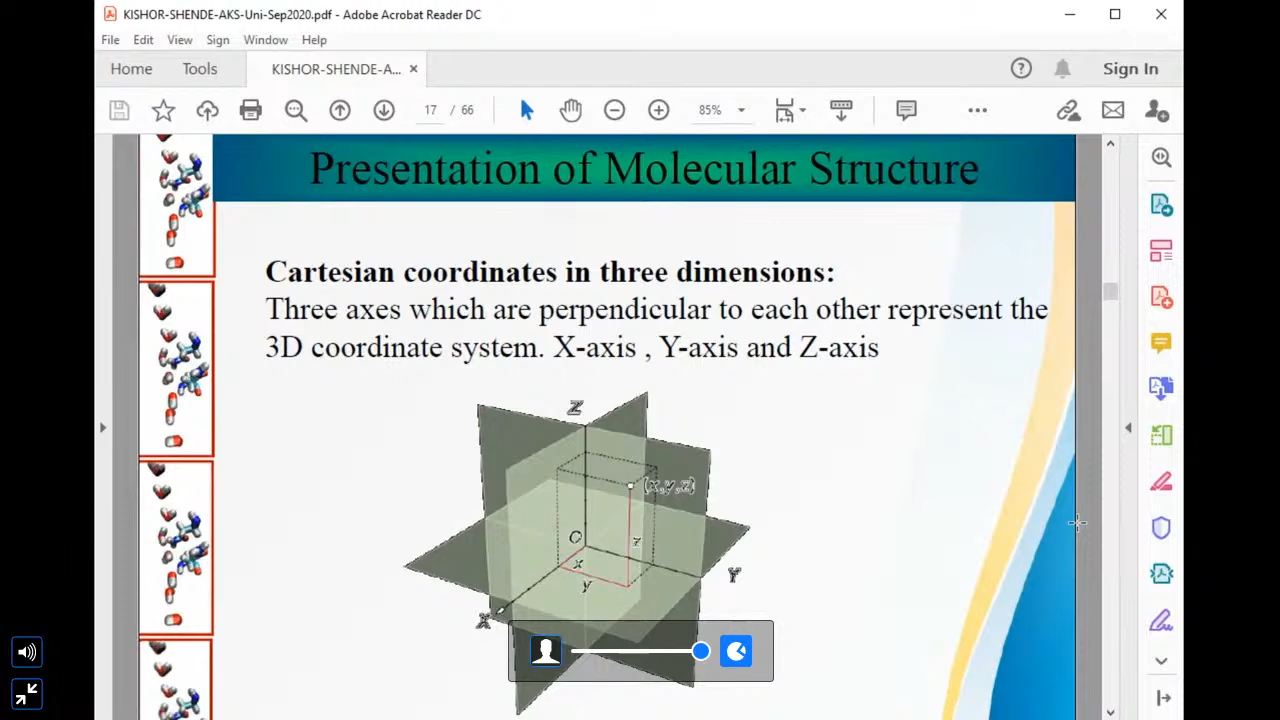 KISHOR-SHENDE-AKS-Uni-Sep2020.pdf - Adobe Acrobat Reader DC
File Edit View Sign Window Help
Home Tools KISHOR-SHENDE-A... × Sign In
17 / 66 85%
Presentation of Molecular Structure
Cartesian coordinates in three dimensions:
Three axes which are perpendicular to each other represent the
3D coordinate system. X-axis , Y-axis and Z-axis
Z
(x,y,z)
O
z
x
y
Y
X